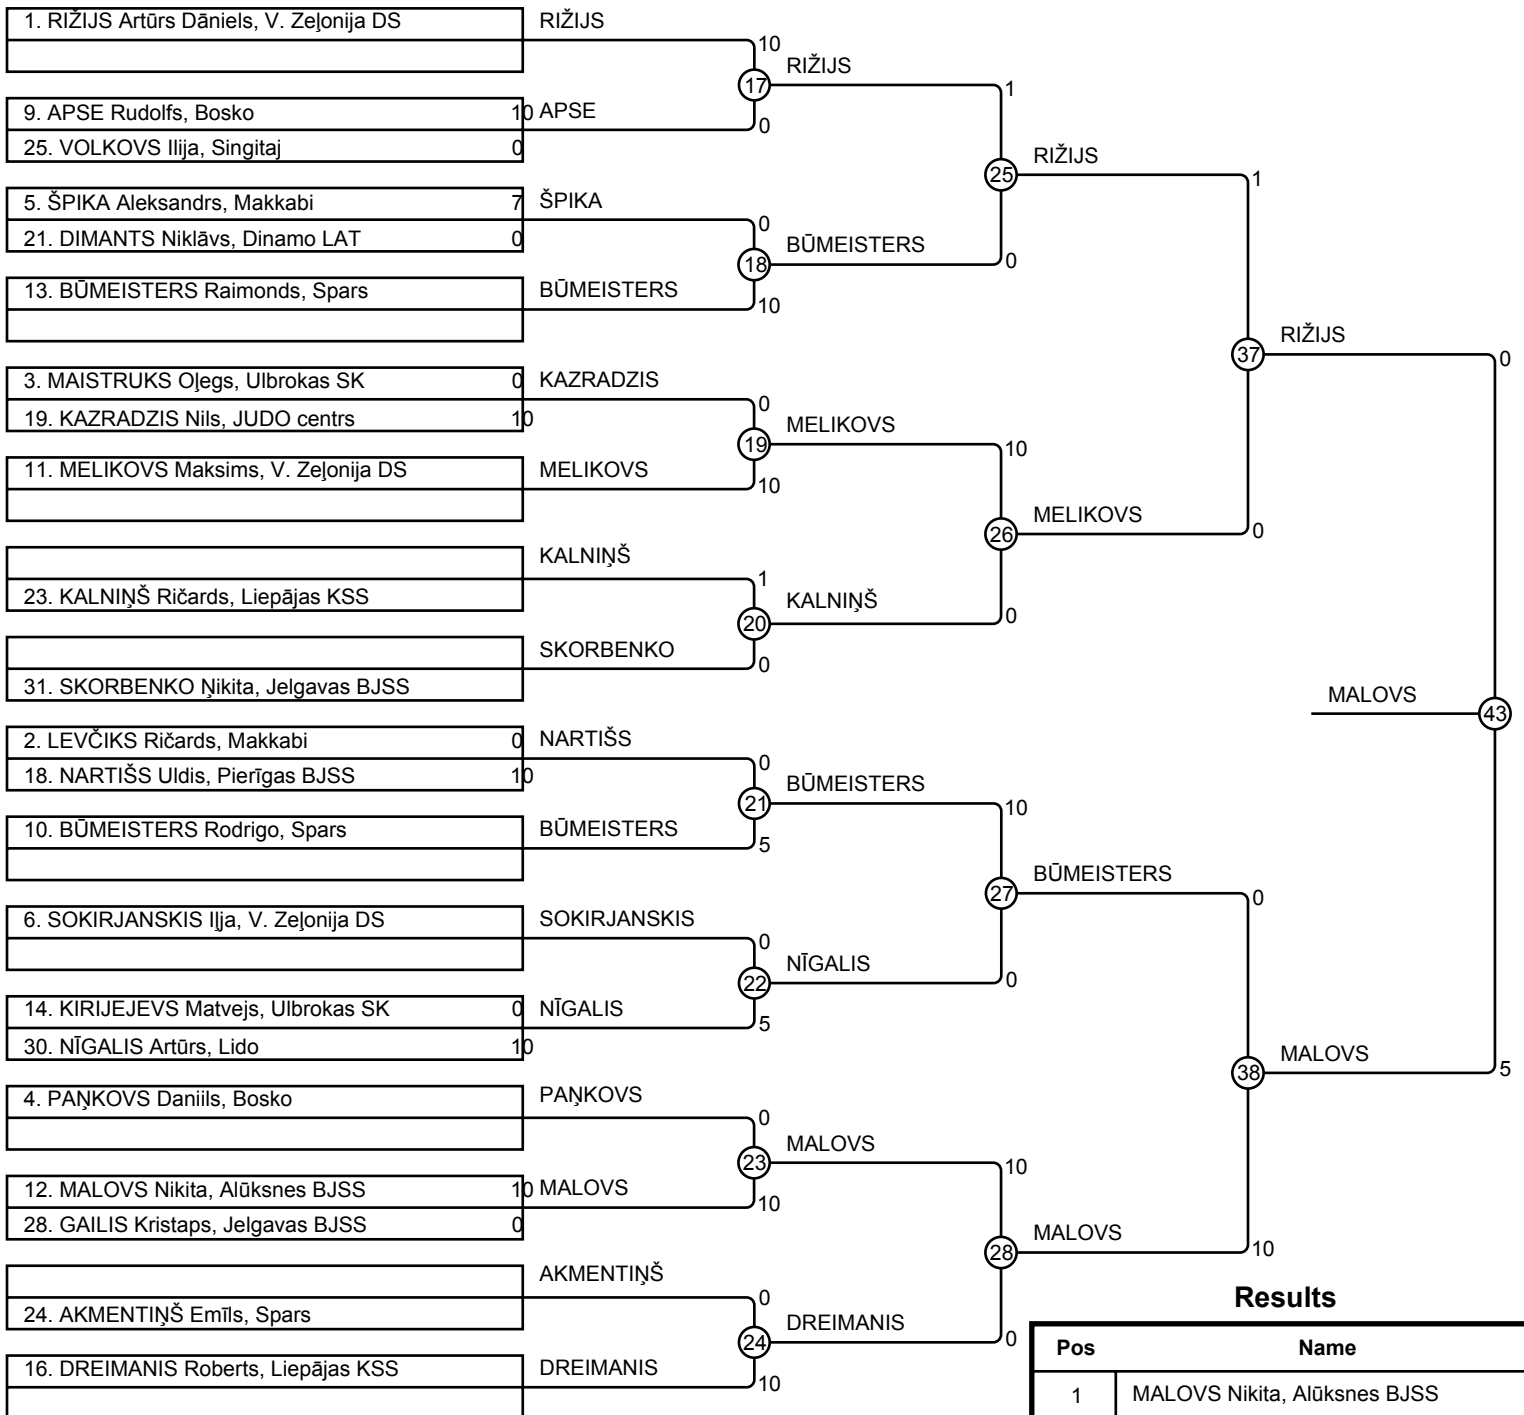 1. RIŽIJS Artūrs Dāniels, V. Zeļonija DS
RIŽIJS
10
17
RIŽIJS
1
9. APSE Rudolfs, Bosko 10
APSE
0
25. VOLKOVS Ilija, Singitaj 0
25
RIŽIJS
1
5. ŠPIKA Aleksandrs, Makkabi 7
ŠPIKA
0
21. DIMANTS Niklāvs, Dinamo LAT 0
18
BŪMEISTERS
0
13. BŪMEISTERS Raimonds, Spars
BŪMEISTERS
10
37
RIŽIJS
0
3. MAISTRUKS Oļegs, Ulbrokas SK 0
KAZRADZIS
0
19. KAZRADZIS Nils, JUDO centrs 10
19
MELIKOVS
10
11. MELIKOVS Maksims, V. Zeļonija DS
MELIKOVS
10
26
MELIKOVS
0
KALNIŅŠ
1
23. KALNIŅŠ Ričards, Liepājas KSS
20
KALNIŅŠ
0
SKORBENKO
0
31. SKORBENKO Ņikita, Jelgavas BJSS
MALOVS
43
2. LEVČIKS Ričards, Makkabi 0
NARTIŠS
0
18. NARTIŠS Uldis, Pierīgas BJSS 10
21
BŪMEISTERS
10
10. BŪMEISTERS Rodrigo, Spars
BŪMEISTERS
5
27
BŪMEISTERS
0
6. SOKIRJANSKIS Iļja, V. Zeļonija DS
SOKIRJANSKIS
0
22
NĪGALIS
0
14. KIRIJEJEVS Matvejs, Ulbrokas SK 0
NĪGALIS
5
30. NĪGALIS Artūrs, Lido 10
38
MALOVS
5
4. PAŅKOVS Daniils, Bosko
PAŅKOVS
0
23
MALOVS
10
12. MALOVS Nikita, Alūksnes BJSS 10
MALOVS
10
28. GAILIS Kristaps, Jelgavas BJSS 0
28
MALOVS
10
AKMENTIŅŠ
0
24. AKMENTIŅŠ Emīls, Spars
24
DREIMANIS
0
16. DREIMANIS Roberts, Liepājas KSS
DREIMANIS
10
Results
Pos Name
1 MALOVS Nikita, Alūksnes BJSS